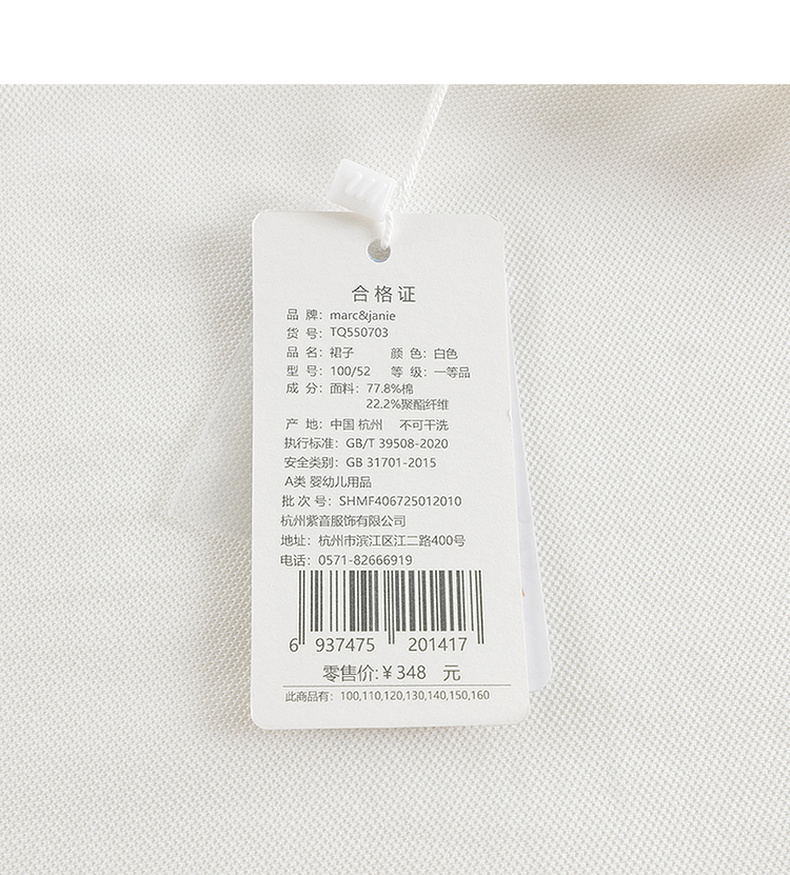 合格证
品 牌: marc&janie
货 号: TQ550703
品 名: 裙子 颜 色: 白色
型 号: 100/52 等 级: 一等品
成 分: 面料: 77.8%棉
22.2%聚酯纤维
产 地: 中国 杭州 不可干洗
执行标准: GB/T 39508-2020
安全类别: GB 31701-2015
A类 婴幼儿用品
批 次 号: SHMF406725012010
杭州紫音服饰有限公司
地址: 杭州市滨江区江二路400号
电话: 0571-82666919
6 937475 201417
零售价:¥348 元
此商品有: 100,110,120,130,140,150,160